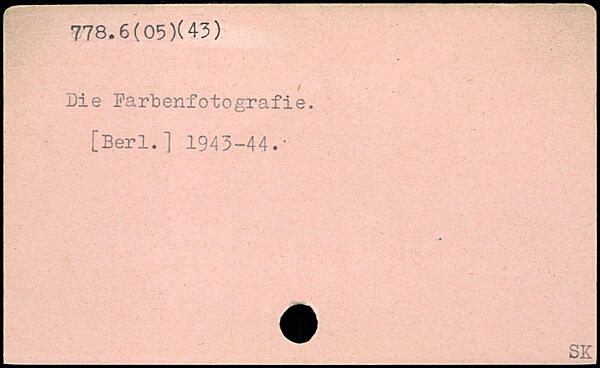 778.6(05)(43)
Die Farbenfotografie.
[Berl.] 1943-44.
SK